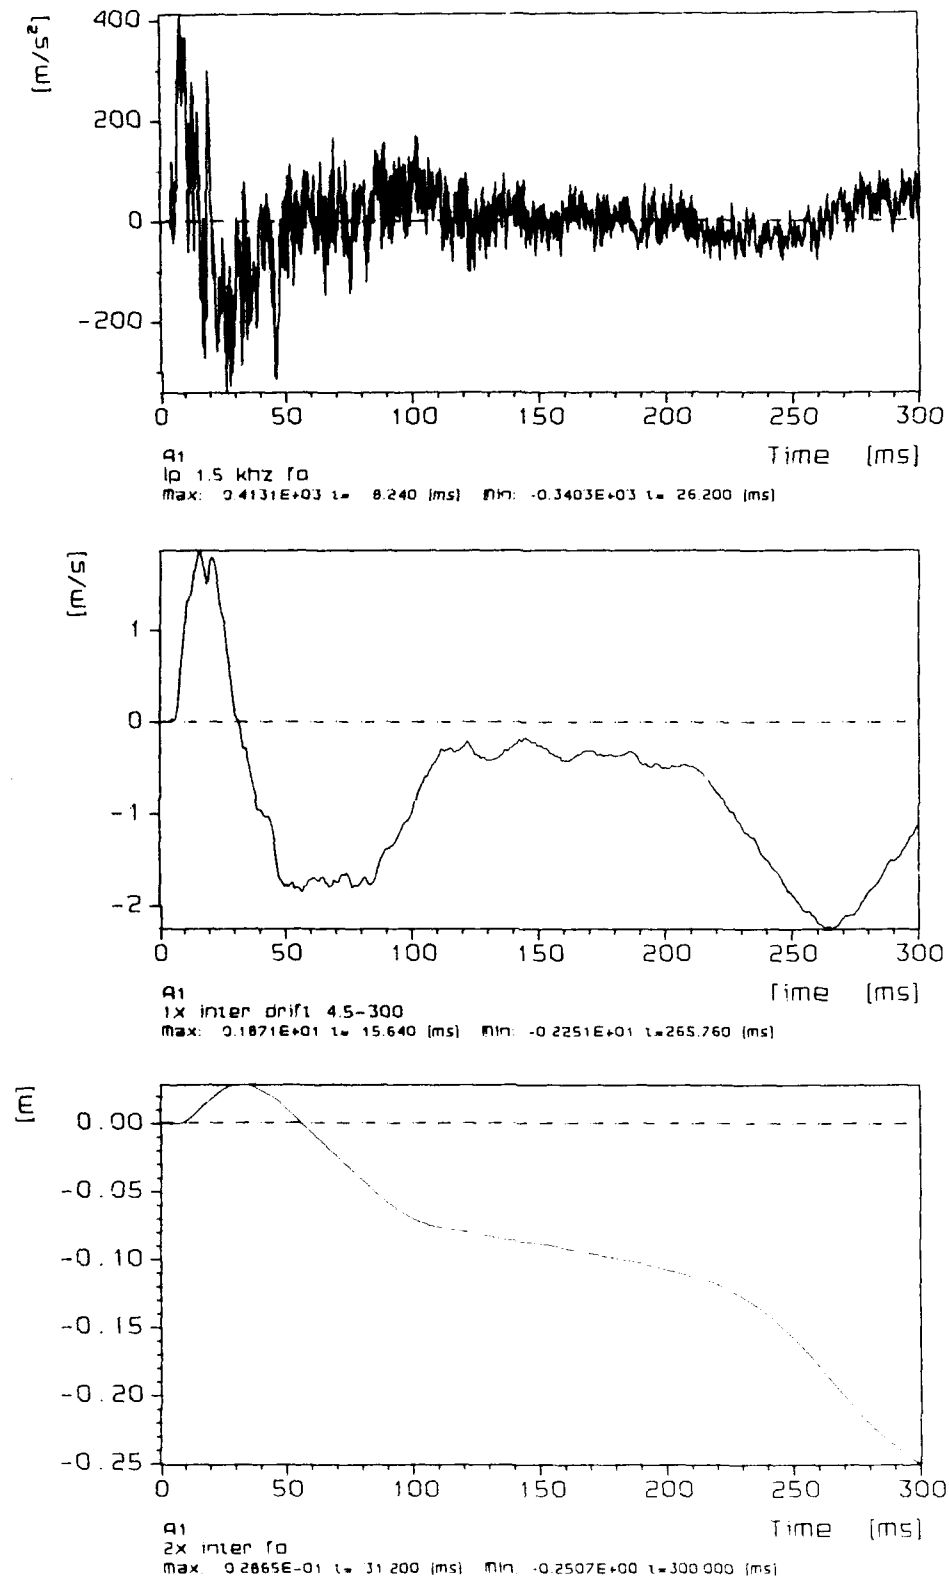 [m/s²]
400
200
0
-200
0 50 100 150 200 250 300
Time [ms]
A1
lp 1.5 khz fa
Max: 0.4131E+03 t= 8.240 [ms] Min: -0.3403E+03 t= 26.200 [ms]
[m/s]
1
0
-1
-2
0 50 100 150 200 250 300
Time [ms]
A1
1x inter drift 4.5-300
Max: 0.1871E+01 t= 15.640 [ms] Min: -0.2251E+01 t=265.760 [ms]
[m]
0.00
-0.05
-0.10
-0.15
-0.20
-0.25
0 50 100 150 200 250 300
Time [ms]
A1
2x inter fa
Max. 0.2865E-01 t= 31.200 [ms] Min. -0.2507E+00 t=300.000 [ms]